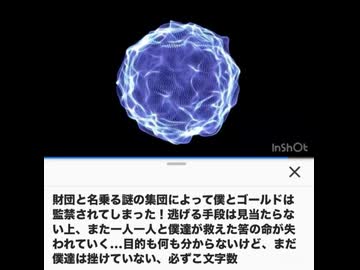 InShOt
財団と名乗る謎の集団によって僕とゴールドは
監禁されてしまった！逃げる手段は見当たらな
い上、また一人一人と僕達が救えた筈の命が失
われていく...目的も何も分からないけど、まだ
僕達は挫けていない、必ずこ文字数